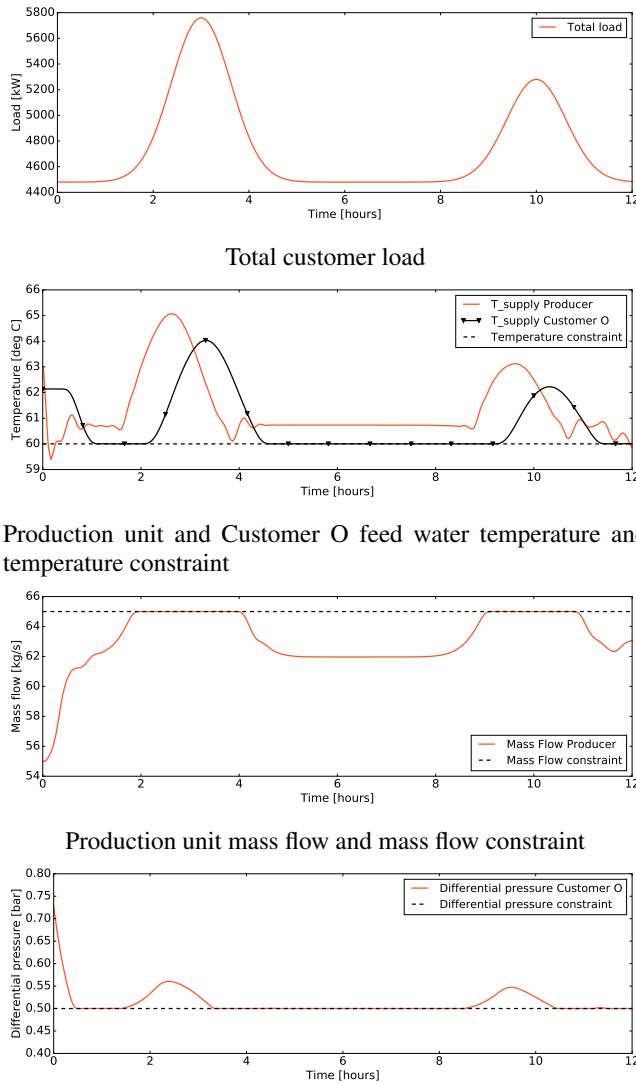 5800
5600
5400
5200
5000
4800
4600
4400
Load [kW]
Total load
0 2 4 6 8 10 12
Time [hours]
Total customer load
66
65
64
63
62
61
60
59
Temperature [deg C]
T_supply Producer
T_supply Customer O
Temperature constraint
0 2 4 6 8 10 12
Time [hours]
Production unit and Customer O feed water temperature and
temperature constraint
66
64
62
60
58
56
54
Mass flow [kg/s]
Mass Flow Producer
Mass Flow constraint
0 2 4 6 8 10 12
Time [hours]
Production unit mass flow and mass flow constraint
0.80
0.75
0.70
0.65
0.60
0.55
0.50
0.45
0.40
Differential pressure [bar]
Differential pressure Customer O
Differential pressure constraint
0 2 4 6 8 10 12
Time [hours]